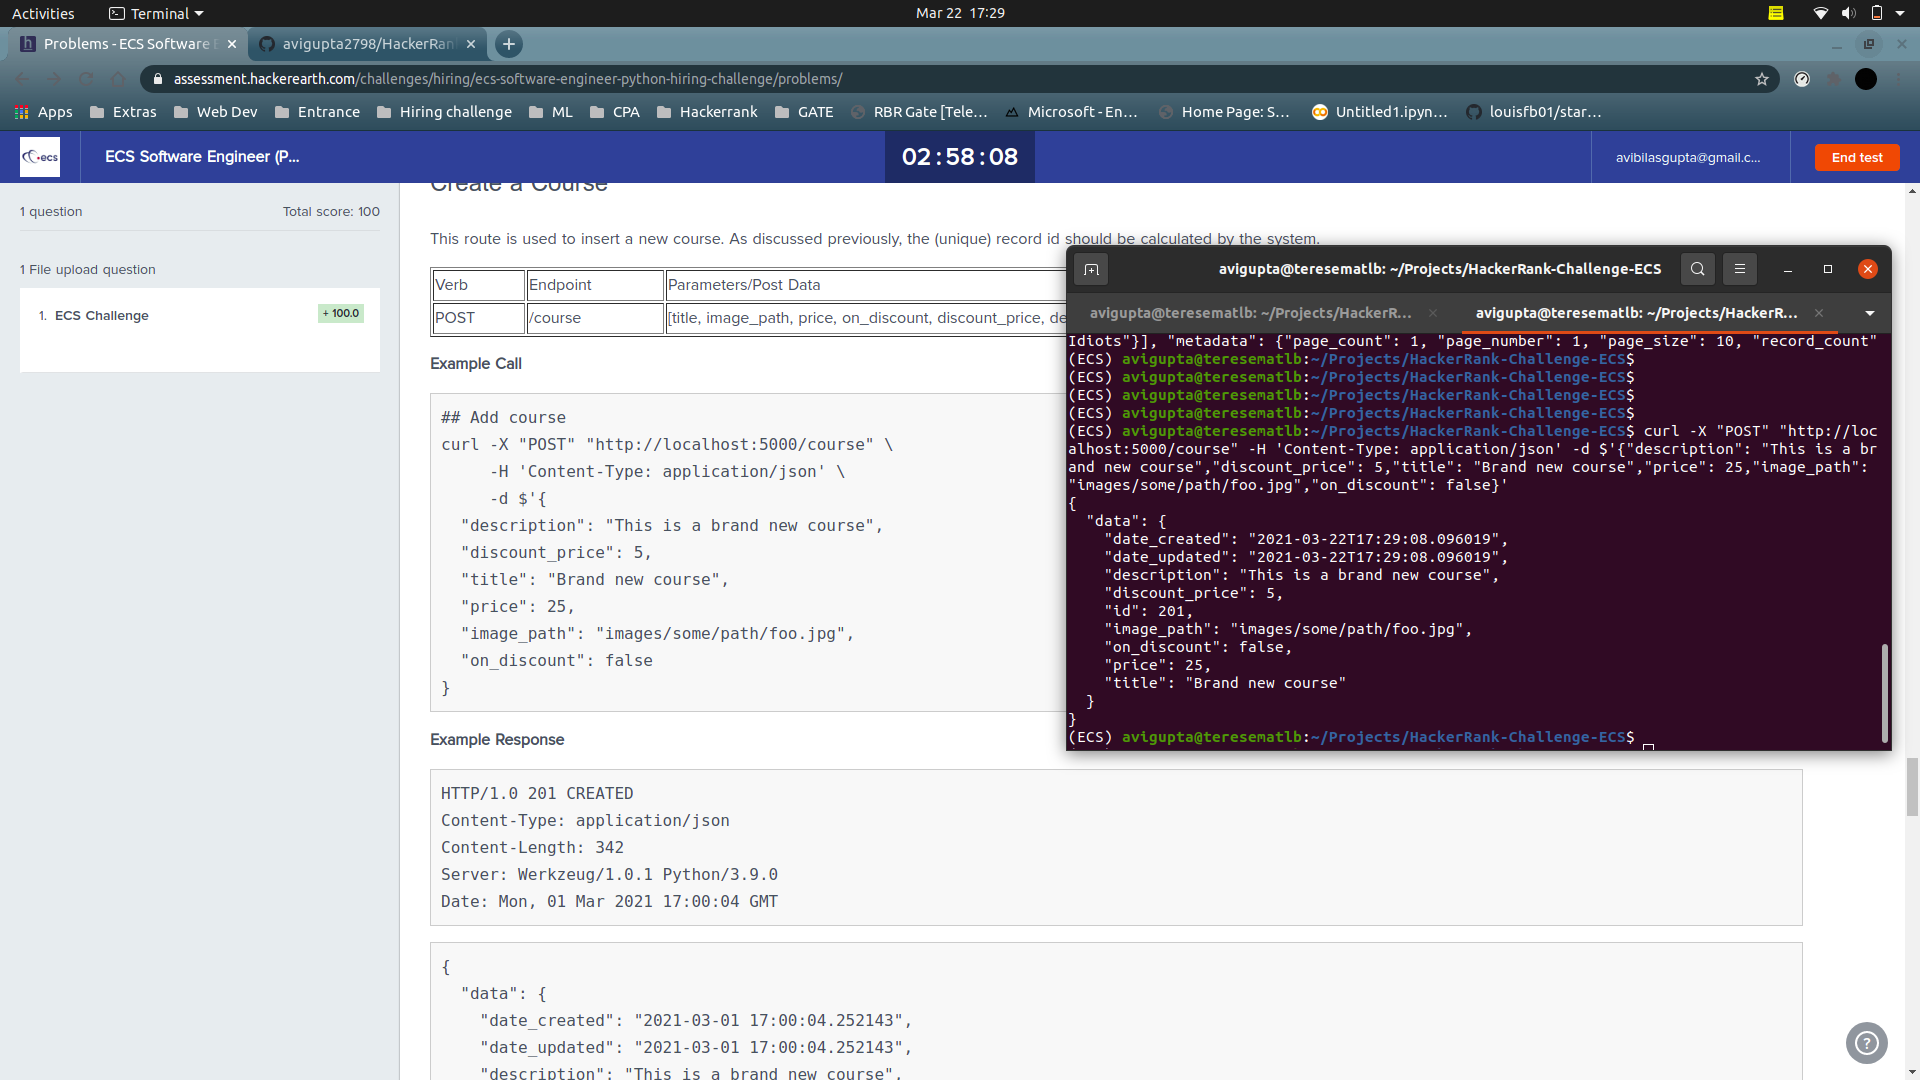 Activities
Terminal
Mar 22 17:29
Problems - ECS Software E
avigupta2798/HackerRan
assessment.hackerearth.com/challenges/hiring/ecs-software-engineer-python-hiring-challenge/problems/
Apps
Extras
Web Dev
Entrance
Hiring challenge
ML
CPA
Hackerrank
GATE
RBR Gate [Tele...
Microsoft - En...
Home Page: S...
Untitled1.ipyn...
louisfb01/star...
ecs
ECS Software Engineer (P...
02:58:08
avibilasgupta@gmail.c...
End test
1 question
Total score: 100
1 File upload question
1. ECS Challenge
+ 100.0
Create a Course
This route is used to insert a new course. As discussed previously, the (unique) record id should be calculated by the system.
Verb Endpoint Parameters/Post Data
POST /course [title, image_path, price, on_discount, discount_price, de
Example Call
## Add course
curl -X "POST" "http://localhost:5000/course" \
-H 'Content-Type: application/json' \
-d $'{
"description": "This is a brand new course",
"discount_price": 5,
"title": "Brand new course",
"price": 25,
"image_path": "images/some/path/foo.jpg",
"on_discount": false
}
Example Response
HTTP/1.0 201 CREATED
Content-Type: application/json
Content-Length: 342
Server: Werkzeug/1.0.1 Python/3.9.0
Date: Mon, 01 Mar 2021 17:00:04 GMT
{
"data": {
"date_created": "2021-03-01 17:00:04.252143",
"date_updated": "2021-03-01 17:00:04.252143",
"description": "This is a brand new course",
avigupta@teresematlb: ~/Projects/HackerRank-Challenge-ECS
avigupta@teresematlb: ~/Projects/HackerR...
avigupta@teresematlb: ~/Projects/HackerR...
Idiots"}], "metadata": {"page_count": 1, "page_number": 1, "page_size": 10, "record_count"
(ECS) avigupta@teresematlb:~/Projects/HackerRank-Challenge-ECS$
(ECS) avigupta@teresematlb:~/Projects/HackerRank-Challenge-ECS$
(ECS) avigupta@teresematlb:~/Projects/HackerRank-Challenge-ECS$
(ECS) avigupta@teresematlb:~/Projects/HackerRank-Challenge-ECS$
(ECS) avigupta@teresematlb:~/Projects/HackerRank-Challenge-ECS$ curl -X "POST" "http://loc
alhost:5000/course" -H 'Content-Type: application/json' -d $'{"description": "This is a br
and new course","discount_price": 5,"title": "Brand new course","price": 25,"image_path":
"images/some/path/foo.jpg","on_discount": false}'
{
"data": {
"date_created": "2021-03-22T17:29:08.096019",
"date_updated": "2021-03-22T17:29:08.096019",
"description": "This is a brand new course",
"discount_price": 5,
"id": 201,
"image_path": "images/some/path/foo.jpg",
"on_discount": false,
"price": 25,
"title": "Brand new course"
}
}
(ECS) avigupta@teresematlb:~/Projects/HackerRank-Challenge-ECS$